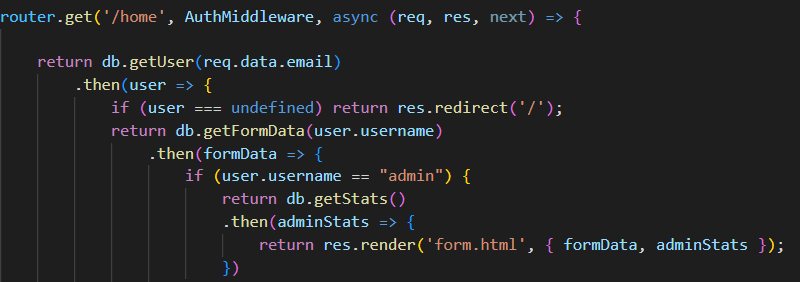 router.get('/home', AuthMiddleware, async (req, res, next) => {
return db.getUser(req.data.email)
.then(user => {
if (user === undefined) return res.redirect('/');
return db.getFormData(user.username)
.then(formData => {
if (user.username == "admin") {
return db.getStats()
.then(adminStats => {
return res.render('form.html', { formData, adminStats });
})